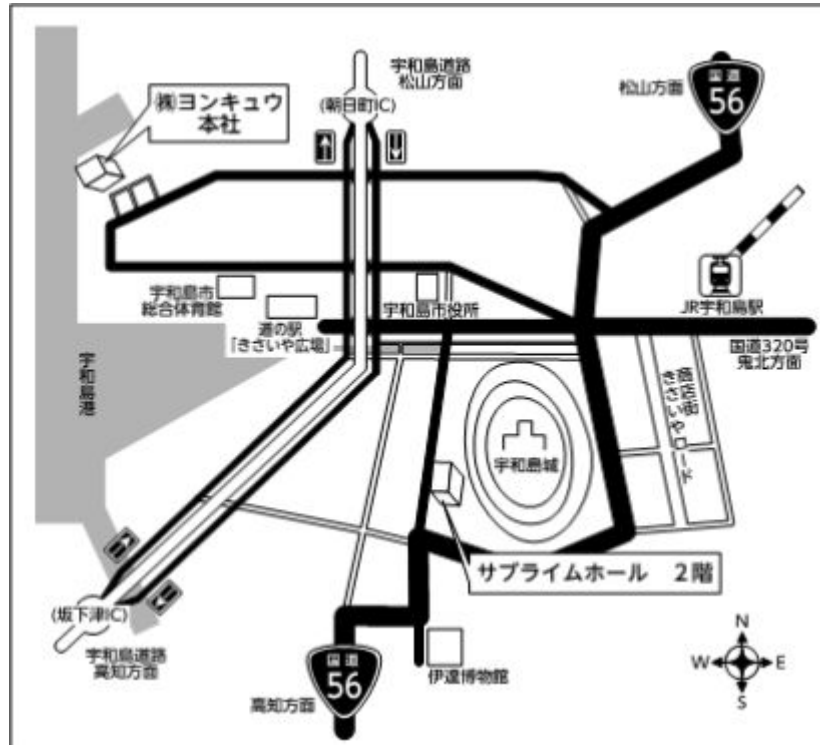 宇和島道路
松山方面
(朝日町IC)
㈱ヨンキュウ
本社
松山方面
国道
56
宇和島市
総合体育館
道の駅
「きさいや広場」
宇和島市役所
JR宇和島駅
国道320号
鬼北方面
宇和島港
商店街
きさいやロード
宇和島城
サブライムホール 2階
(坂下津IC)
宇和島道路
高知方面
国道
56
高知方面
伊達博物館
N
W
E
S